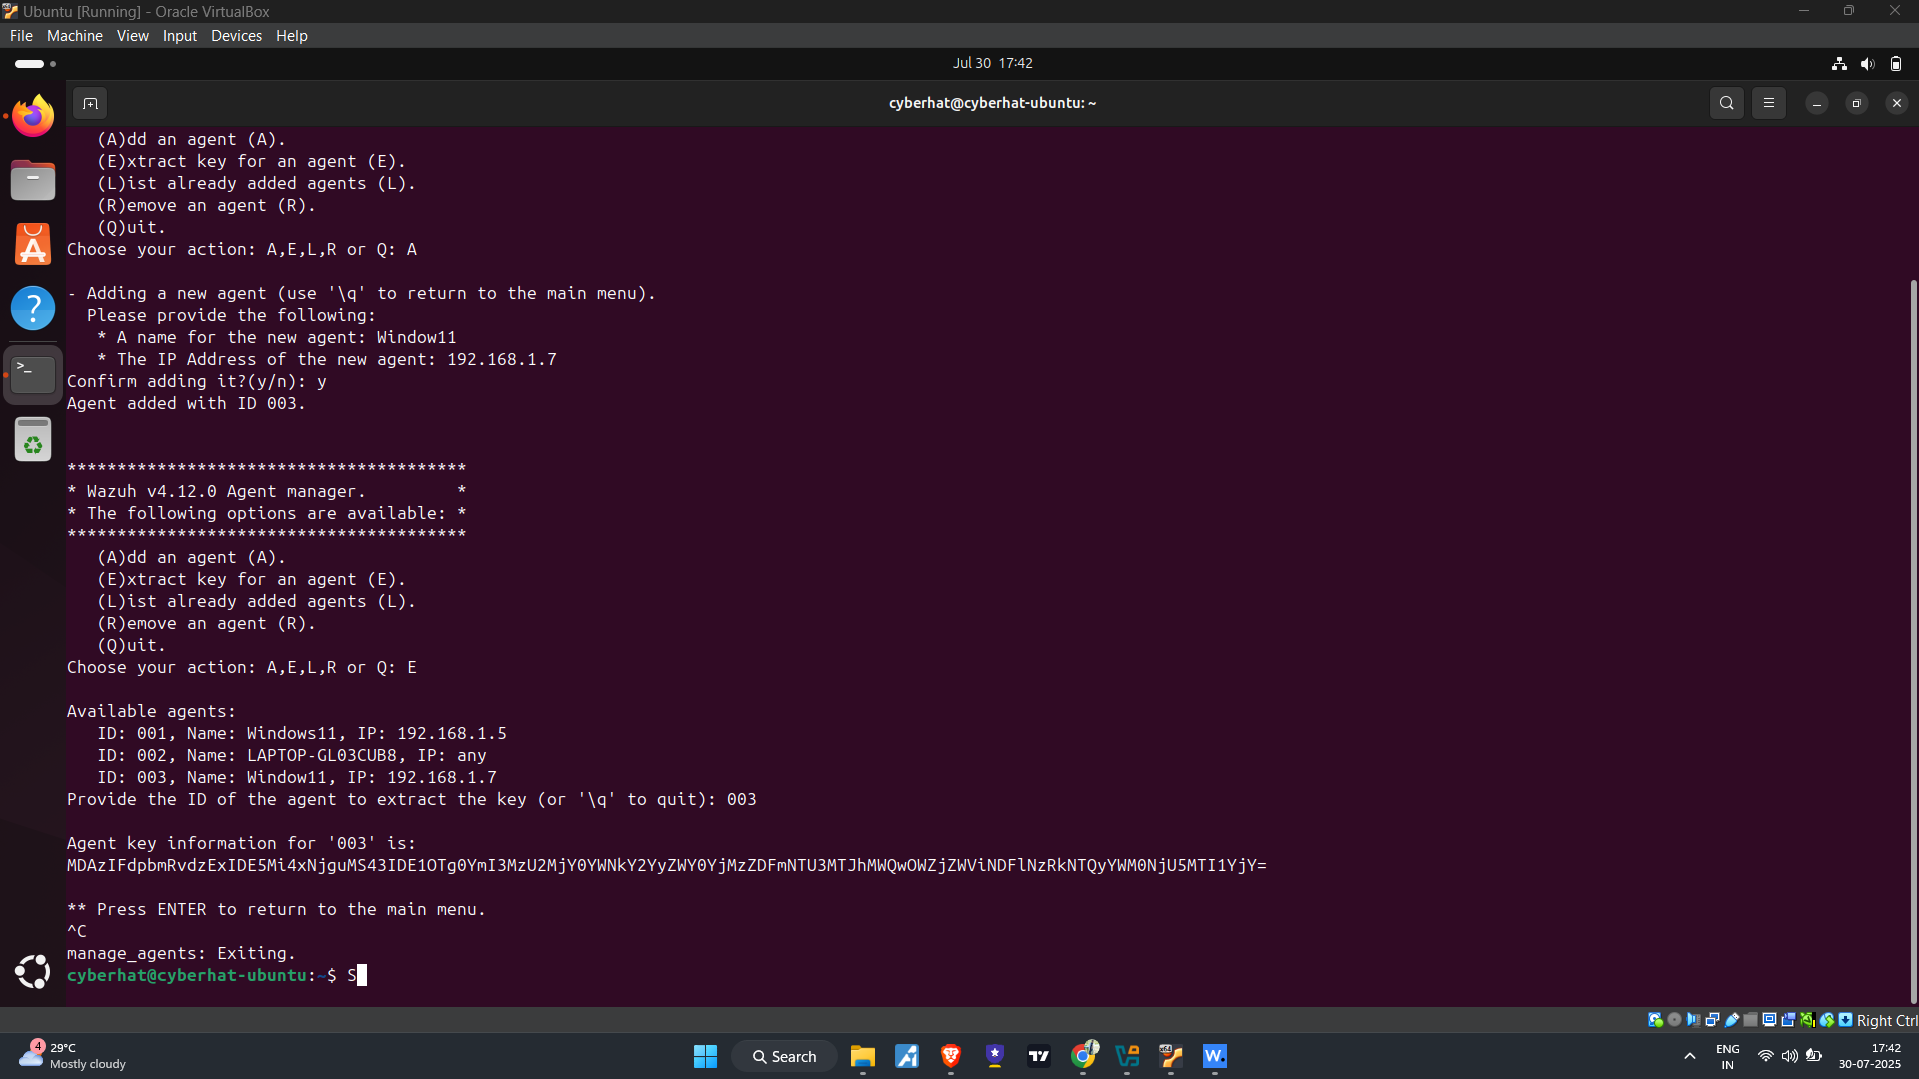 Ubuntu [Running] - Oracle VirtualBox
File Machine View Input Devices Help
Jul 30 17:42
cyberhat@cyberhat-ubuntu: ~
(A)dd an agent (A).
(E)xtract key for an agent (E).
(L)ist already added agents (L).
(R)emove an agent (R).
(Q)uit.
Choose your action: A,E,L,R or Q: A
- Adding a new agent (use '\q' to return to the main menu).
Please provide the following:
* A name for the new agent: Window11
* The IP Address of the new agent: 192.168.1.7
Confirm adding it?(y/n): y
Agent added with ID 003.
****************************************
* Wazuh v4.12.0 Agent manager.         *
* The following options are available: *
****************************************
(A)dd an agent (A).
(E)xtract key for an agent (E).
(L)ist already added agents (L).
(R)emove an agent (R).
(Q)uit.
Choose your action: A,E,L,R or Q: E
Available agents:
ID: 001, Name: Windows11, IP: 192.168.1.5
ID: 002, Name: LAPTOP-GL03CUB8, IP: any
ID: 003, Name: Window11, IP: 192.168.1.7
Provide the ID of the agent to extract the key (or '\q' to quit): 003
Agent key information for '003' is:
MDAzIFdpbmRvdzExIDE5Mi4xNjguMS43IDE1OTg0YmI3MzU2MjY0YWNkY2YyZWY0YjMzZDFmNTU3MTJhMWQwOWZjZWViNDFlNzRkNTQyYWM0NjU5MTI1YjY=
** Press ENTER to return to the main menu.
^C
manage_agents: Exiting.
cyberhat@cyberhat-ubuntu:~$ S
Right Ctrl
4
29°C
Mostly cloudy
Search
ENG
IN
17:42
30-07-2025